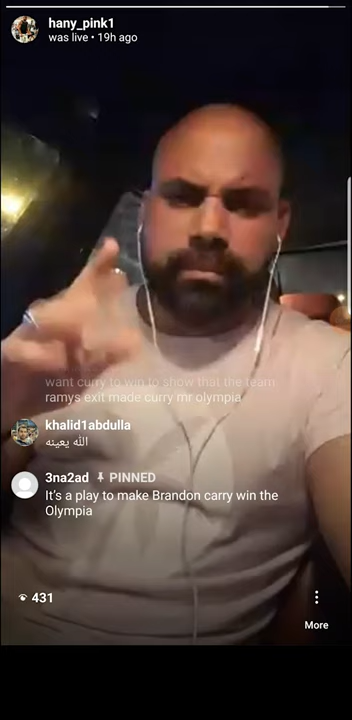 hany_pink1
was live • 19h ago
want curry to win to show that the team
ramys exit made curry mr olympia
khalid1abdulla
الله يعينه
3na2ad PINNED
It's a play to make Brandon carry win the
Olympia
431
More